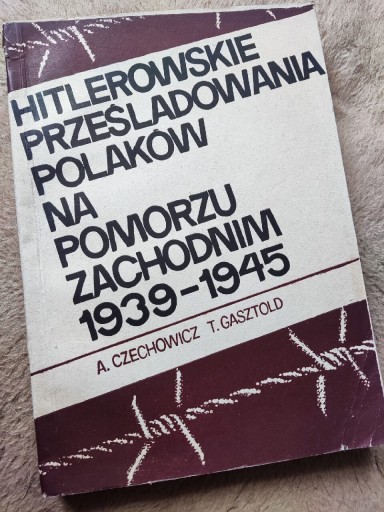 HITLEROWSKIE
PRZEŚLADOWANIA
POLAKÓW
NA
POMORZU
ZACHODNIM
1939-1945
A. CZECHOWICZ T. GASZTOLD